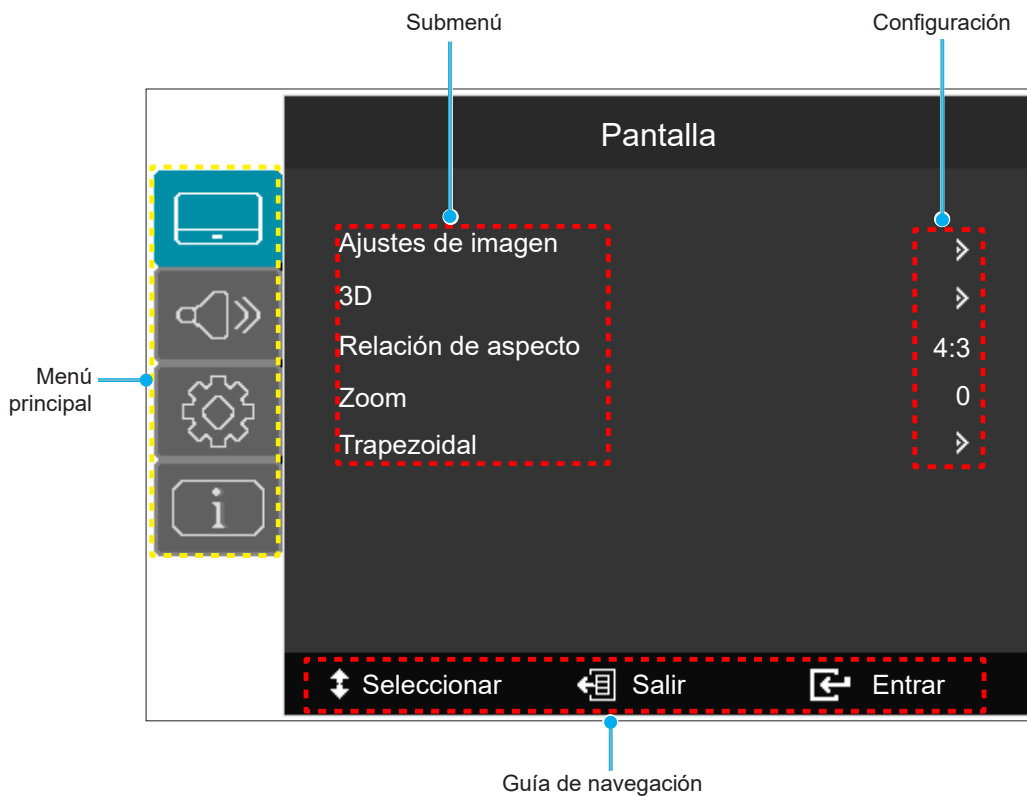 Submenú
Configuración
Pantalla
Ajustes de imagen
3D
Relación de aspecto 4:3
Zoom 0
Trapezoidal
Menú
principal
i
Seleccionar Salir Entrar
Guía de navegación